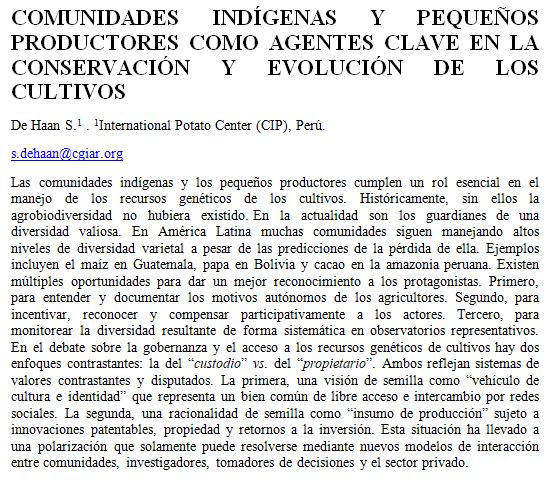 COMUNIDADES INDÍGENAS Y PEQUEÑOS
PRODUCTORES COMO AGENTES CLAVE EN LA
CONSERVACIÓN Y EVOLUCIÓN DE LOS
CULTIVOS
De Haan S.¹ . ¹International Potato Center (CIP), Perú.
s.dehaan@cgiar.org
Las comunidades indígenas y los pequeños productores cumplen un rol esencial en el
manejo de los recursos genéticos de los cultivos. Históricamente, sin ellos la
agrobiodiversidad no hubiera existido. En la actualidad son los guardianes de una
diversidad valiosa. En América Latina muchas comunidades siguen manejando altos
niveles de diversidad varietal a pesar de las predicciones de la pérdida de ella. Ejemplos
incluyen el maíz en Guatemala, papa en Bolivia y cacao en la amazonia peruana. Existen
múltiples oportunidades para dar un mejor reconocimiento a los protagonistas. Primero,
para entender y documentar los motivos autónomos de los agricultores. Segundo, para
incentivar, reconocer y compensar participativamente a los actores. Tercero, para
monitorear la diversidad resultante de forma sistemática en observatorios representativos.
En el debate sobre la gobernanza y el acceso a los recursos genéticos de cultivos hay dos
enfoques contrastantes: la del “custodio” vs. del “propietario”. Ambos reflejan sistemas de
valores contrastantes y disputados. La primera, una visión de semilla como “vehículo de
cultura e identidad” que representa un bien común de libre acceso e intercambio por redes
sociales. La segunda, una racionalidad de semilla como “insumo de producción” sujeto a
innovaciones patentables, propiedad y retornos a la inversión. Esta situación ha llevado a
una polarización que solamente puede resolverse mediante nuevos modelos de interacción
entre comunidades, investigadores, tomadores de decisiones y el sector privado.